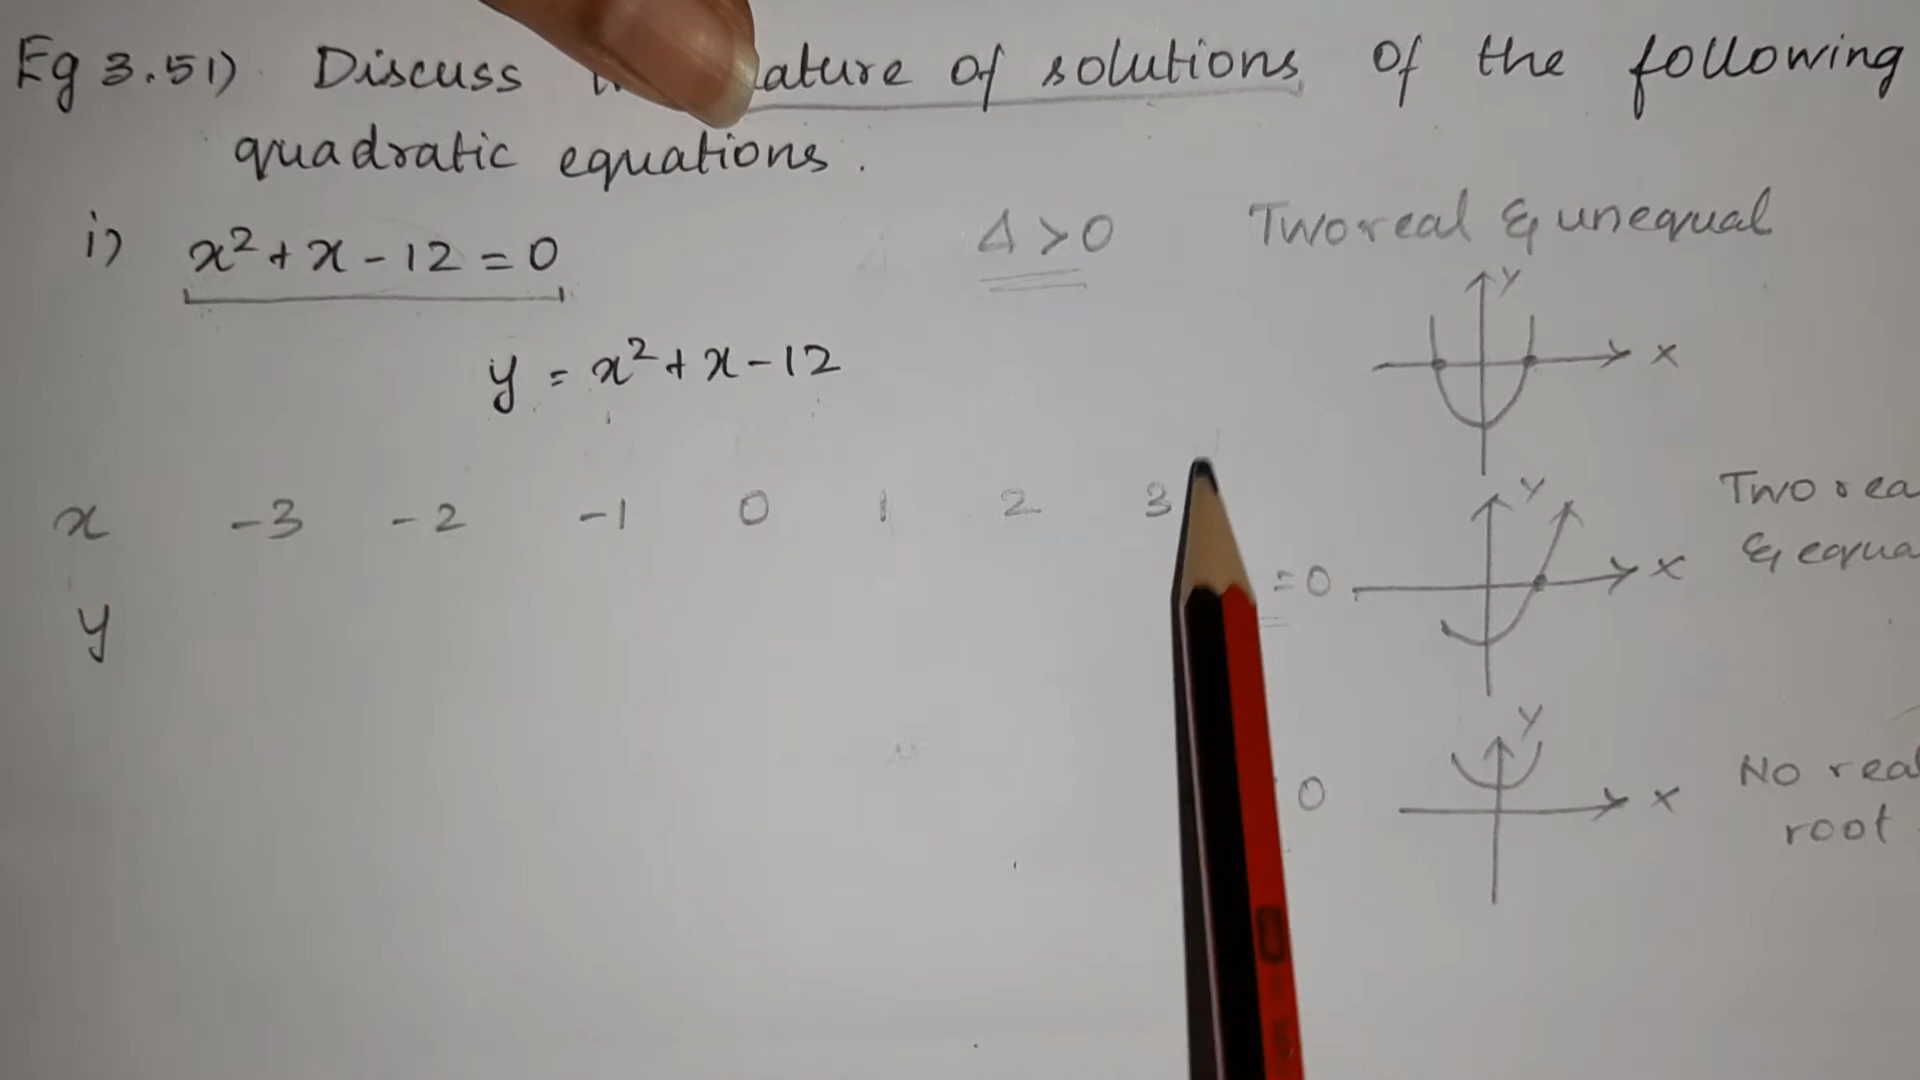 Eg 3.51) Discuss ature of solutions of the following
quadratic equations.
i) x² + x - 12 = 0
Δ > 0 Two real & unequal
y = x² + x - 12
Y
X
x -3 -2 -1 0 1 2 3
y
= 0
Y
X
Two rea
& equa
0
Y
X
No real
root